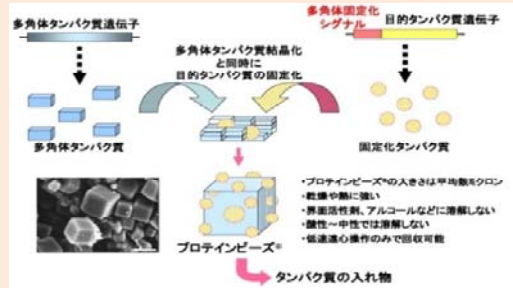 多角体タンパク質遺伝子
多角体固定化
シグナル
目的タンパク質遺伝子
多角体タンパク質結晶化
と同時に
目的タンパク質の固定化
多角体タンパク質
固定化タンパク質
プロテインビーズ®
・プロテインビーズ®の大きさは平均数ミクロン
・乾燥や熱に強い
・界面活性剤、アルコールなどに溶解しない
・酸性～中性では溶解しない
・低速遠心操作のみで回収可能
タンパク質の入れ物